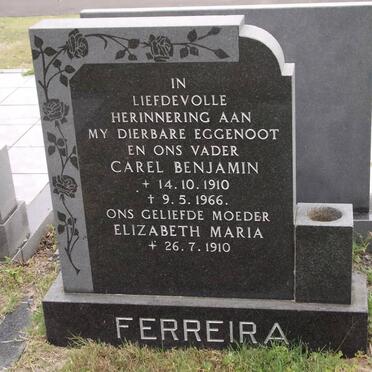 IN
LIEFDEVOLLE
HERINNERING AAN
MY DIERBARE EGGENOOT
EN ONS VADER
CAREL BENJAMIN
+ 14.10.1910
† 9.5.1966.
ONS GELIEFDE MOEDER
ELIZABETH MARIA
+ 26.7.1910
FERREIRA